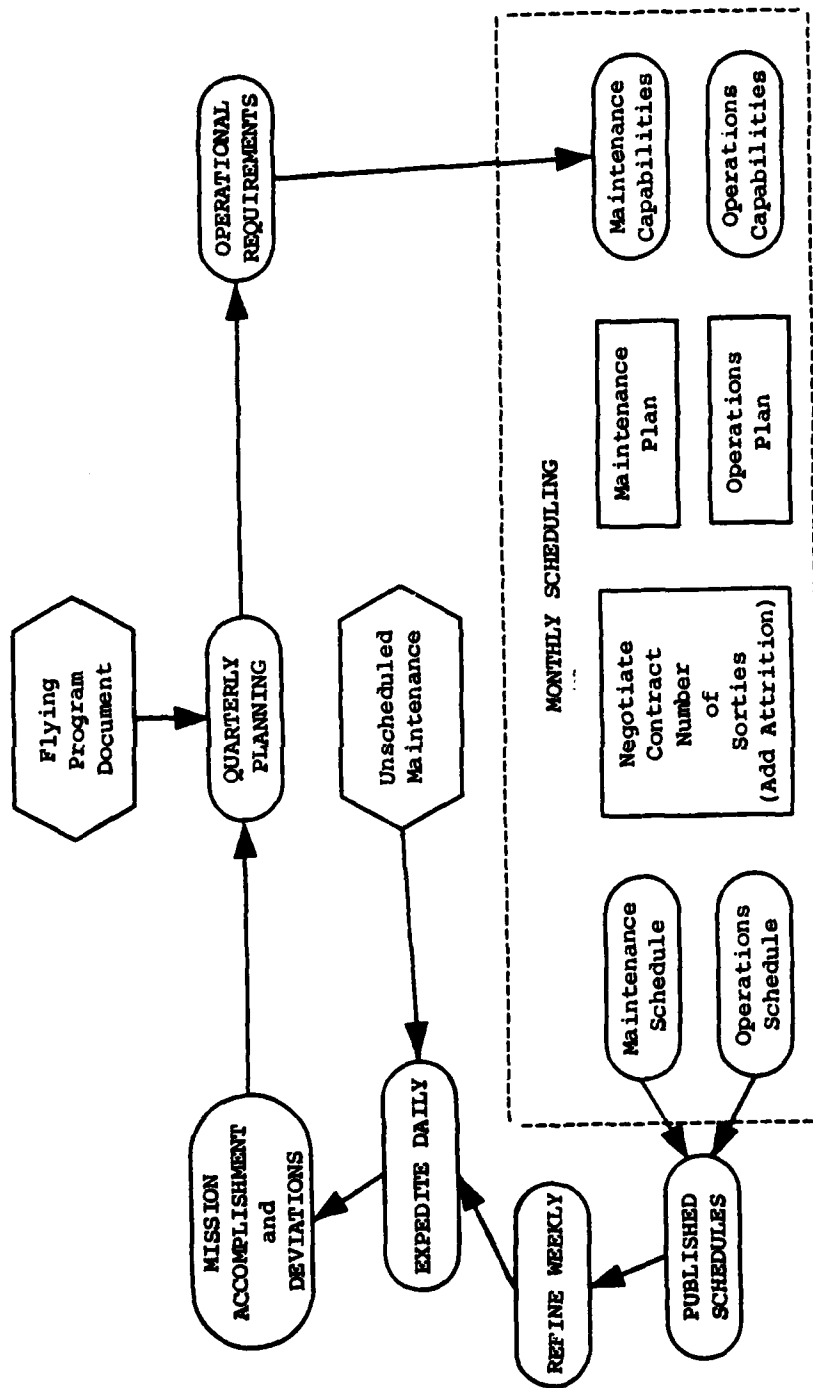 Flying
Program
Document
MISSION
ACCOMPLISHMENT
and
DEVIATIONS
QUARTERLY
PLANNING
OPERATIONAL
REQUIREMENTS
EXPEDITE DAILY
Unscheduled
Maintenance
REFINE WEEKLY
MONTHLY SCHEDULING
PUBLISHED
SCHEDULES
Maintenance
Schedule
Operations
Schedule
Negotiate
Contract
Number
of
Sorties
(Add Attrition)
Maintenance
Plan
Operations
Plan
Maintenance
Capabilities
Operations
Capabilities